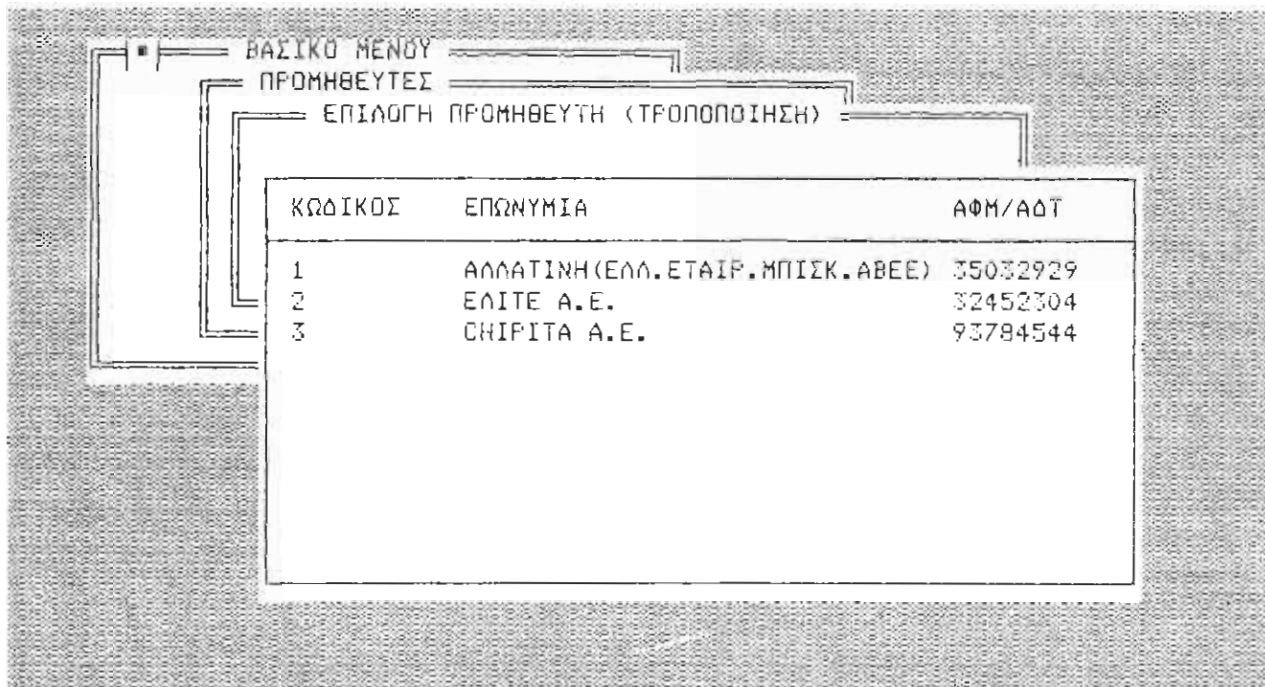 ΒΑΣΙΚΟ ΜΕΝΟΥ
ΠΡΟΜΗΘΕΥΤΕΣ
ΕΠΙΛΟΓΗ ΠΡΟΜΗΘΕΥΤΗ (ΤΡΟΠΟΠΟΙΗΣΗ)
ΚΩΔΙΚΟΣ ΕΠΩΝΥΜΙΑ ΑΦΜ/ΑΔΤ
1 ΑΛΛΑΤΙΝΗ(ΕΛΛ.ΕΤΑΙΡ.ΜΠΙΣΚ.ΑΒΕΕ) 35032929
2 ΕΛΙΤΕ Α.Ε. 32452304
3 CHIPITA Α.Ε. 93784544